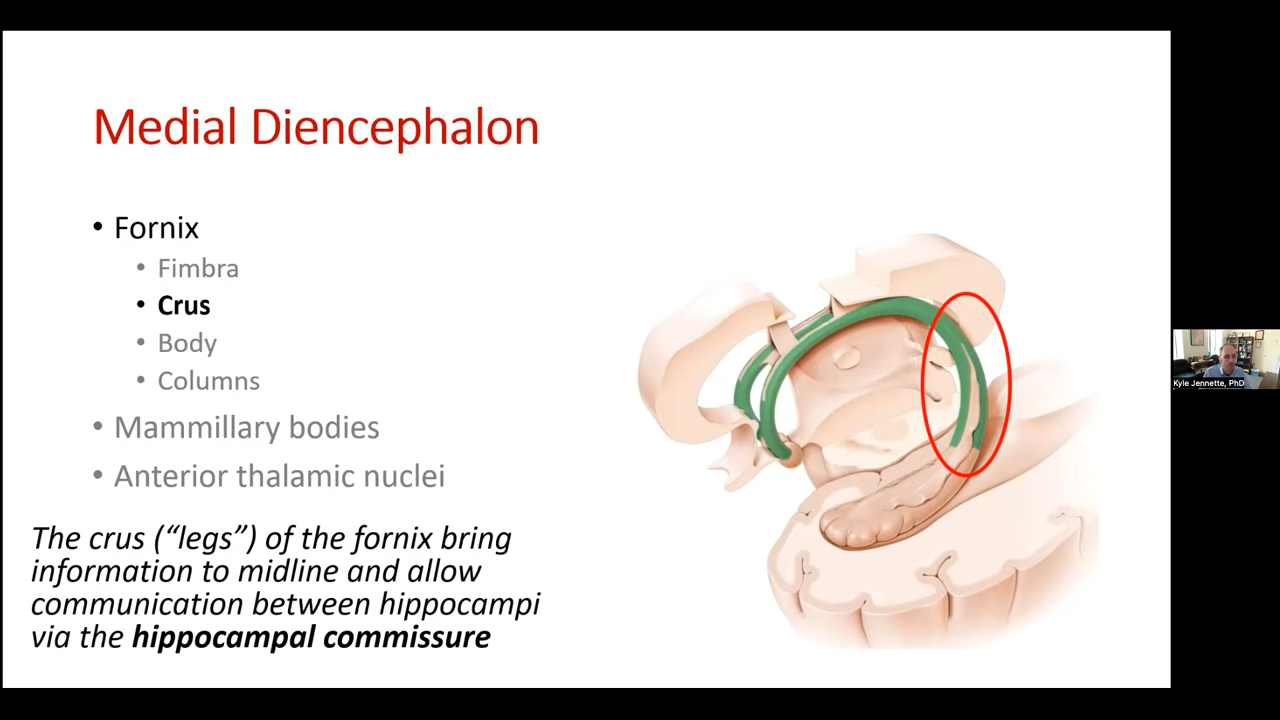 Medial Diencephalon
• Fornix
• Fimbra
• Crus
• Body
• Columns
• Mammillary bodies
• Anterior thalamic nuclei
The crus (“legs”) of the fornix bring
information to midline and allow
communication between hippocampi
via the hippocampal commissure
Kyle Jennette, PhD